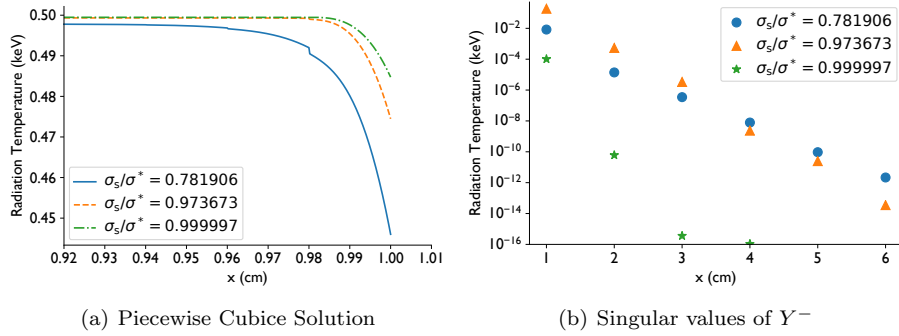 0.50
0.49
0.48
0.47
0.46
0.45
Radiation Temperature (keV)
σs/σ* = 0.781906
σs/σ* = 0.973673
σs/σ* = 0.999997
0.92 0.93 0.94 0.95 0.96 0.97 0.98 0.99 1.00 1.01
x (cm)
(a) Piecewise Cubice Solution
10⁻²
10⁻⁴
10⁻⁶
10⁻⁸
10⁻¹⁰
10⁻¹²
10⁻¹⁴
10⁻¹⁶
Radiation Temperature (keV)
σs/σ* = 0.781906
σs/σ* = 0.973673
σs/σ* = 0.999997
1 2 3 4 5 6
x (cm)
(b) Singular values of Y⁻